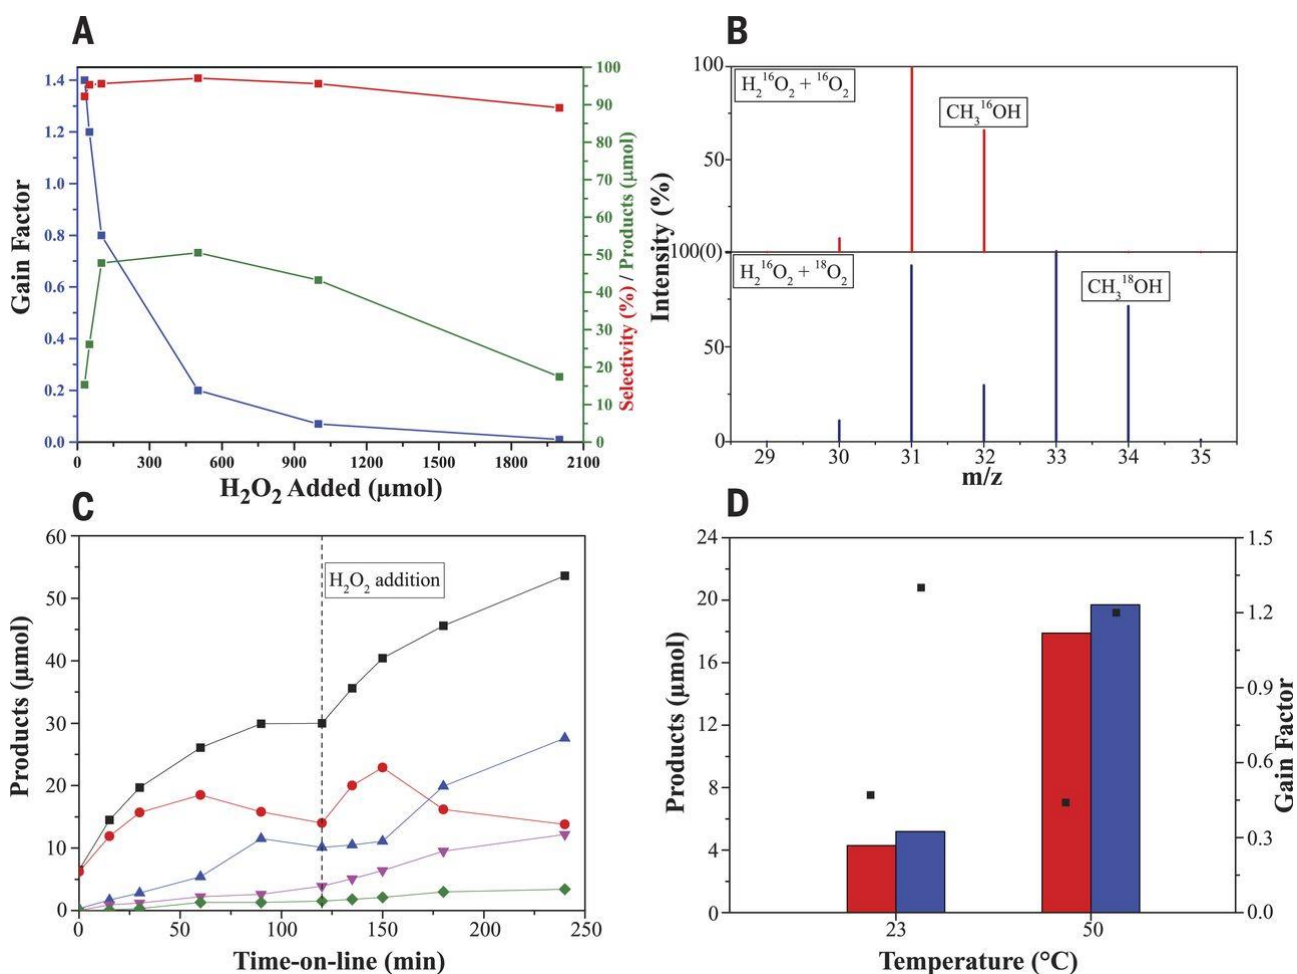 A
1.4
1.2
1.0
0.8
0.6
0.4
0.2
0.0
Gain Factor
100
90
80
70
60
50
40
30
20
10
0
Selectivity (%) / Products (μmol)
0 300 600 900 1200 1500 1800 2100
H₂O₂ Added (μmol)
B
100
50
100(0)
50
0
Intensity (%)
H₂¹⁶O₂ + ¹⁶O₂
CH₃¹⁶OH
H₂¹⁶O₂ + ¹⁸O₂
CH₃¹⁸OH
29 30 31 32 33 34 35
m/z
C
60
50
40
30
20
10
0
Products (μmol)
H₂O₂ addition
0 50 100 150 200 250
Time-on-line (min)
D
24
20
16
12
8
4
0
Products (μmol)
1.5
1.2
0.9
0.6
0.3
0.0
Gain Factor
23 50
Temperature (°C)